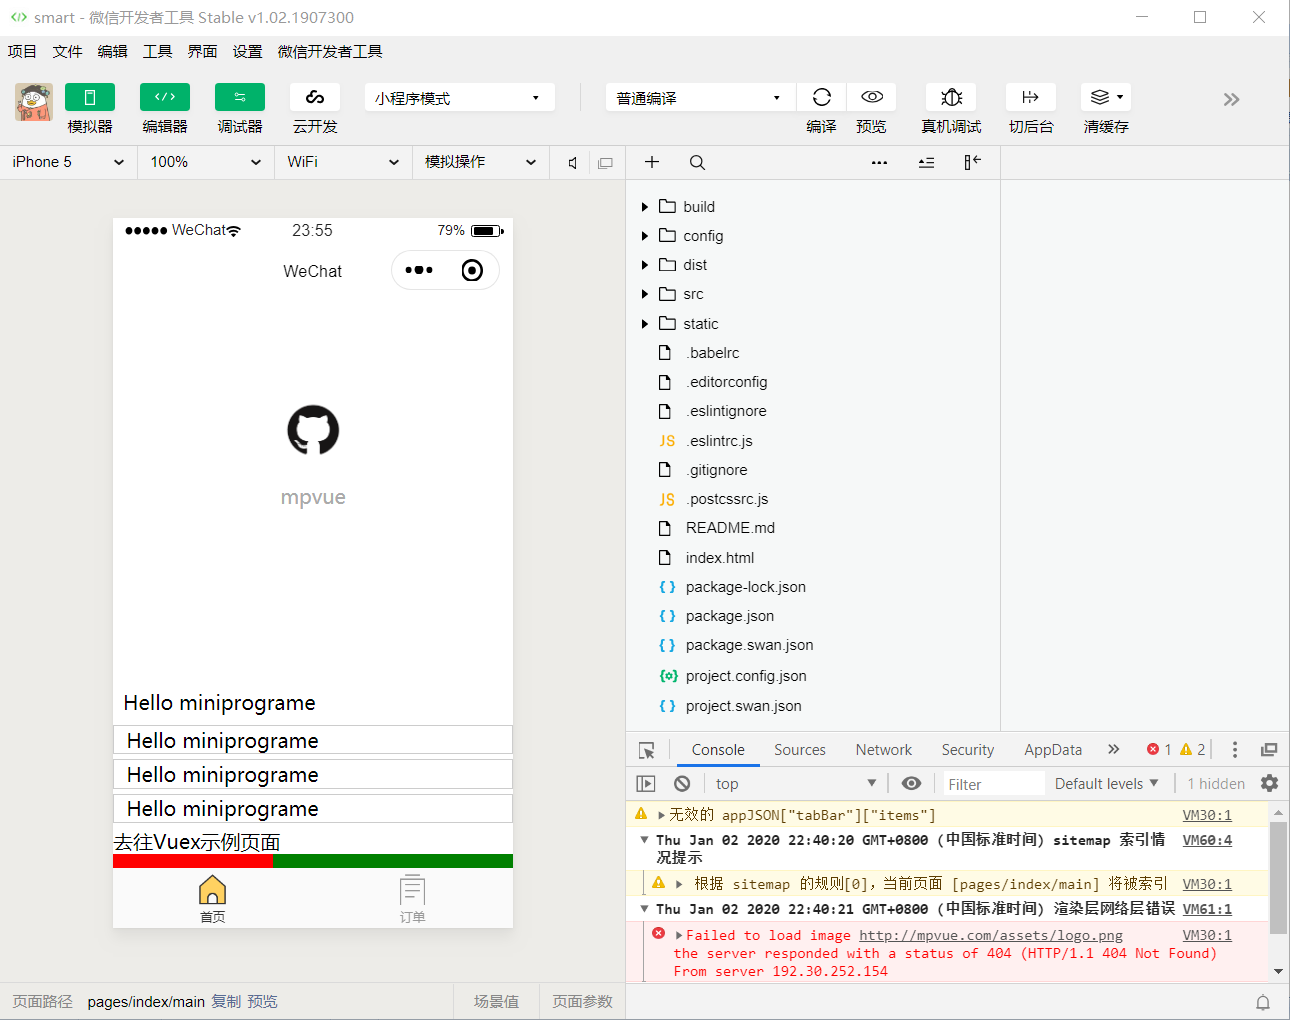 smart - 微信开发者工具 Stable v1.02.1907300
项目 文件 编辑 工具 界面 设置 微信开发者工具
小程序模式 普通编译
模拟器 编辑器 调试器 云开发 编译 预览 真机调试 切后台 清缓存
iPhone 5 100% WiFi 模拟操作
WeChat 23:55 79%
WeChat
mpvue
Hello miniprograme
Hello miniprograme
Hello miniprograme
Hello miniprograme
去往Vuex示例页面
首页 订单
页面路径 pages/index/main 复制 预览 场景值 页面参数
build
config
dist
src
static
.babelrc
.editorconfig
.eslintignore
JS .eslintrc.js
.gitignore
JS .postcssrc.js
README.md
index.html
{ } package-lock.json
{ } package.json
{ } package.swan.json
project.config.json
{ } project.swan.json
Console Sources Network Security AppData 1 2
top Filter Default levels 1 hidden
无效的 appJSON["tabBar"]["items"] VM30:1
Thu Jan 02 2020 22:40:20 GMT+0800 (中国标准时间) sitemap 索引情 VM60:4
况提示
根据 sitemap 的规则[0]，当前页面 [pages/index/main] 将被索引 VM30:1
Thu Jan 02 2020 22:40:21 GMT+0800 (中国标准时间) 渲染层网络层错误 VM61:1
Failed to load image http://mpvue.com/assets/logo.png VM30:1
the server responded with a status of 404 (HTTP/1.1 404 Not Found)
From server 192.30.252.154